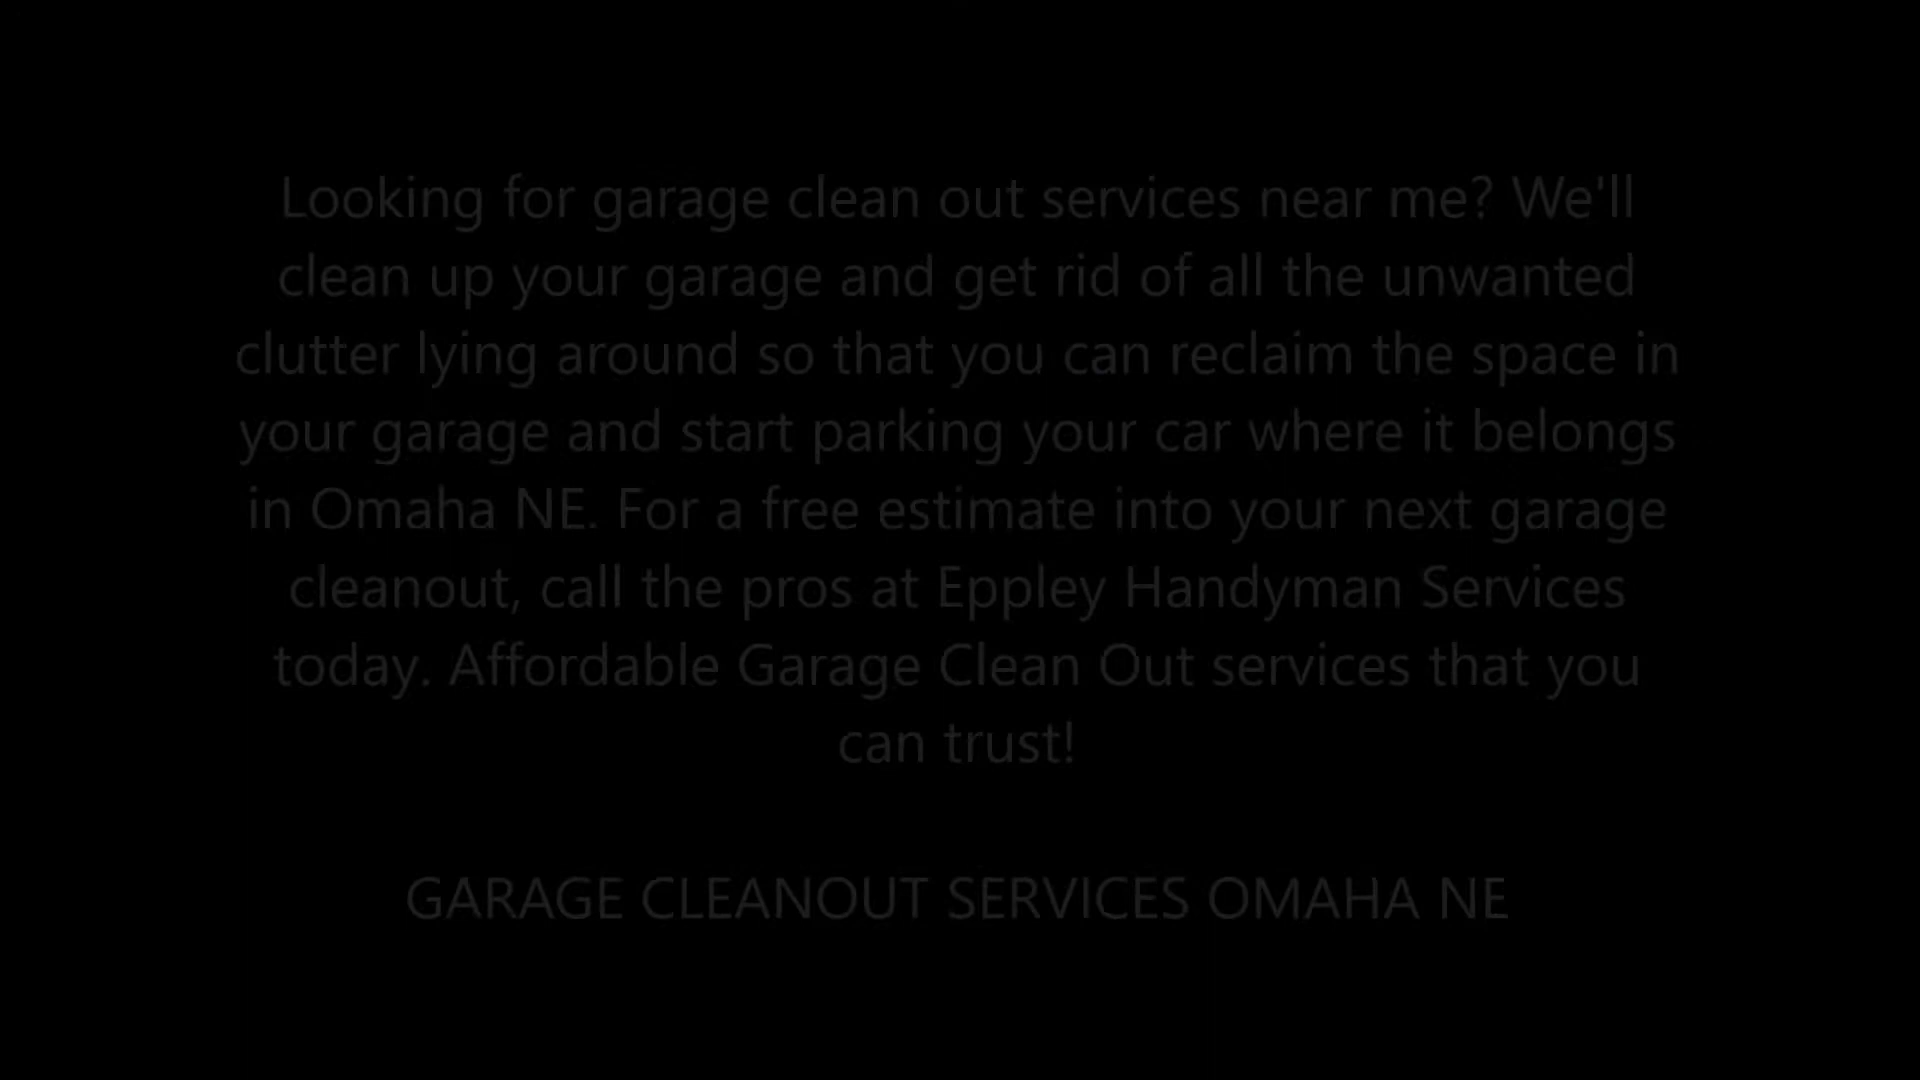 Looking for garage clean out services near me? We'll
clean up your garage and get rid of all the unwanted
clutter lying around so that you can reclaim the space in
your garage and start parking your car where it belongs
in Omaha NE. For a free estimate into your next garage
cleanout, call the pros at Eppley Handyman Services
today. Affordable Garage Clean Out services that you
can trust!
GARAGE CLEANOUT SERVICES OMAHA NE